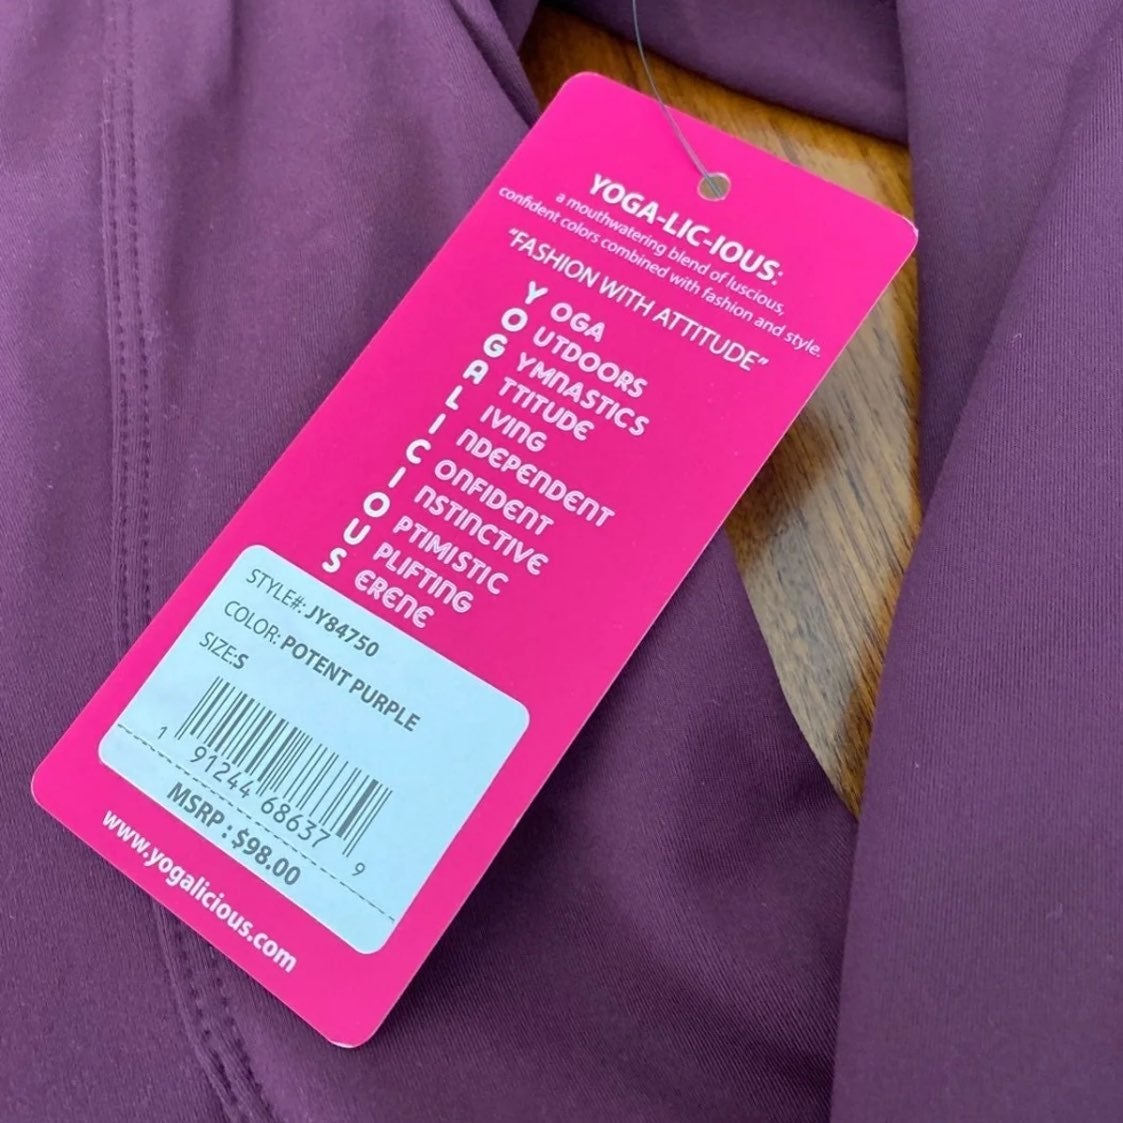 YOGA-LIC-IOUS:
a mouthwatering blend of luscious,
confident colors combined with fashion and style.
"FASHION WITH ATTITUDE"
YOGA
OUTDOORS
GYMNASTICS
ATTITUDE
LIVING
INDEPENDENT
CONFIDENT
INSTINCTIVE
OPTIMISTIC
UPLIFTING
SERENE
STYLE#: JY84750
COLOR: POTENT PURPLE
SIZE:S
1 91244 68637 9
MSRP : $98.00
www.yogalicious.com